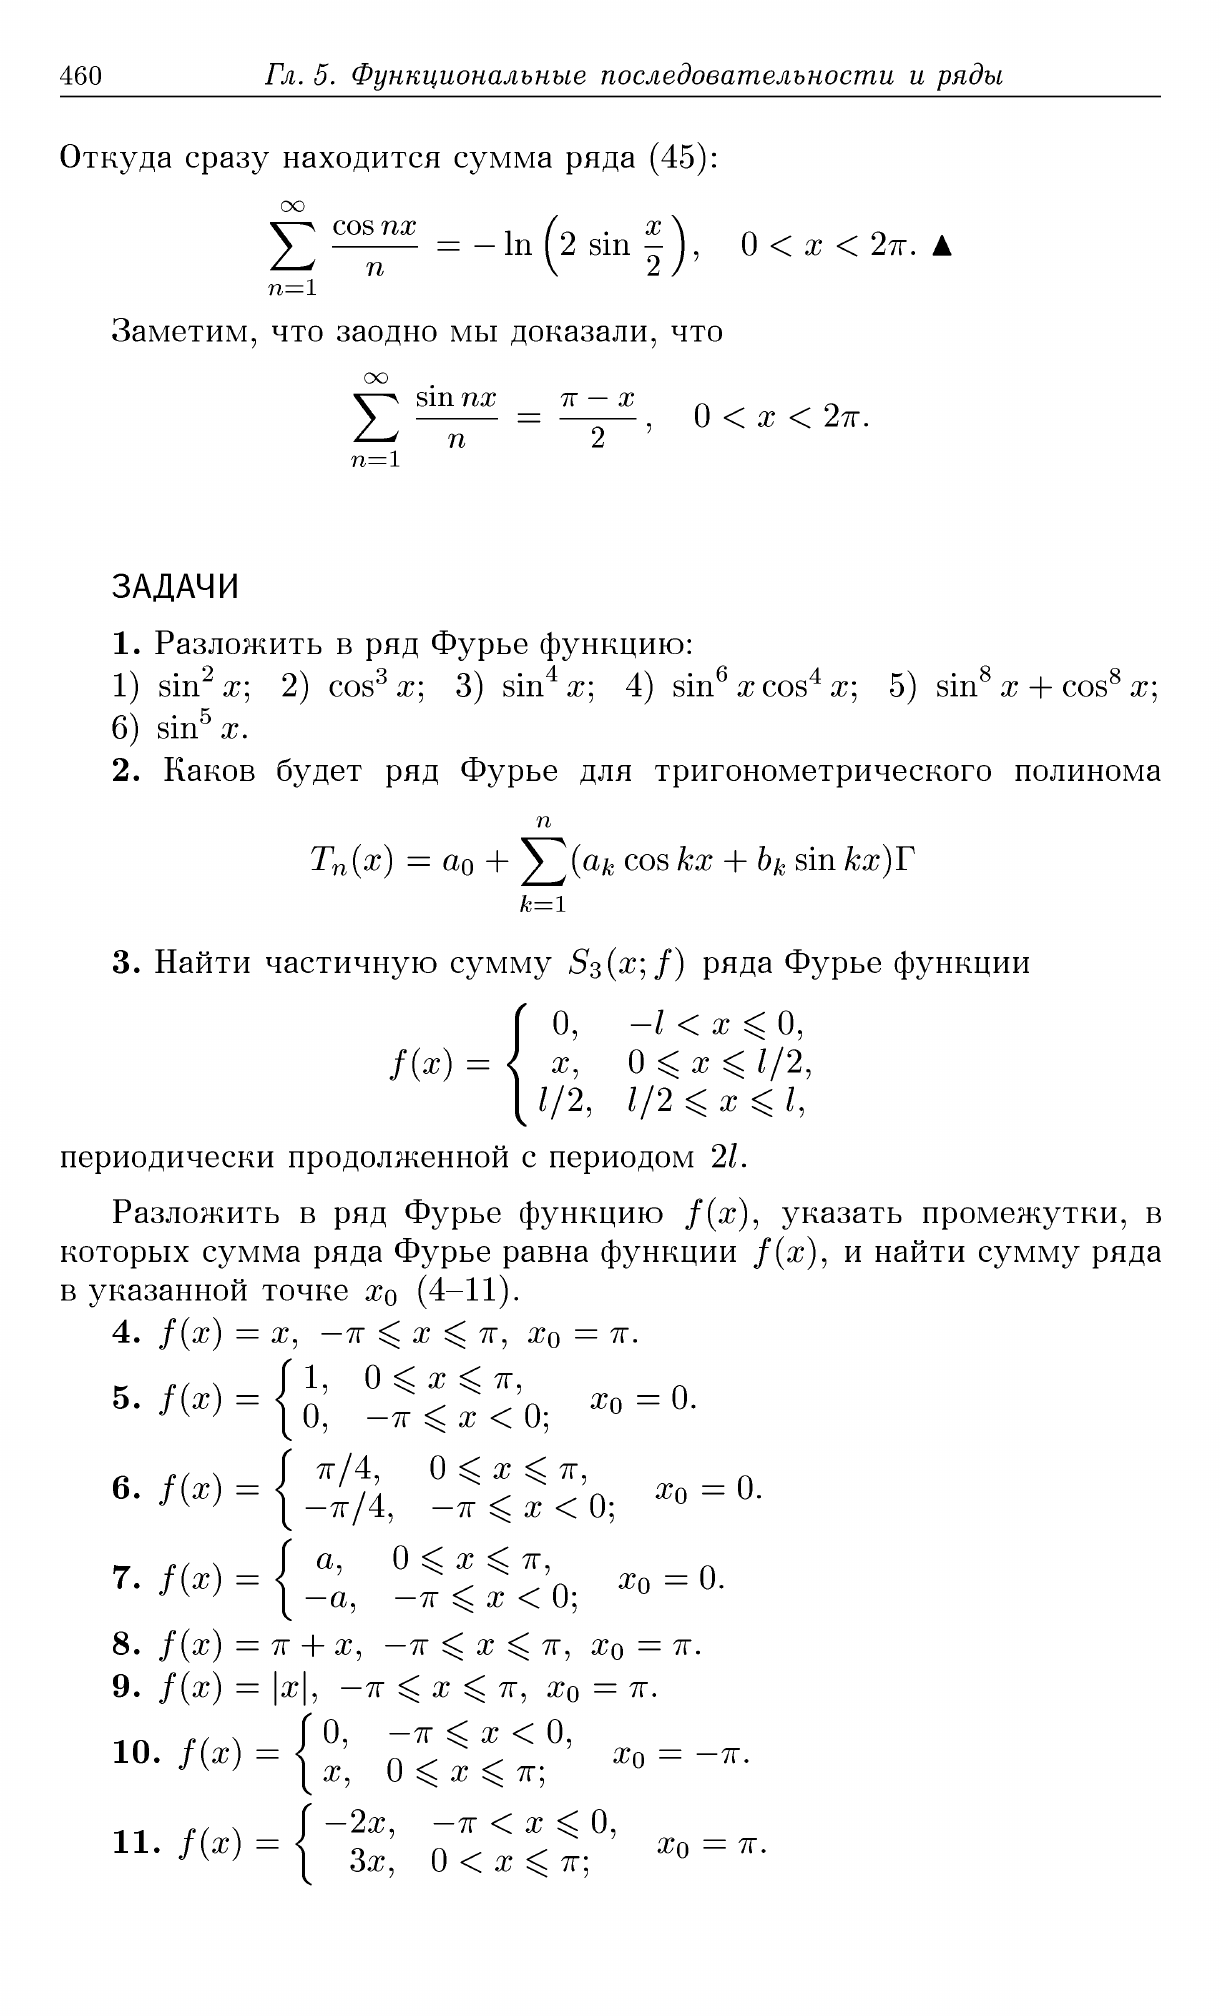 460 Гл. 5. Функциональные последовательности и ряды
Откуда сразу находится сумма ряда (45):
$$\sum_{n=1}^{\infty} \frac{\cos nx}{n} = -\ln\left(2 \sin \frac{x}{2}\right), \quad 0 < x < 2\pi. \blacktriangle$$
Заметим, что заодно мы доказали, что
$$\sum_{n=1}^{\infty} \frac{\sin nx}{n} = \frac{\pi - x}{2}, \quad 0 < x < 2\pi.$$
ЗАДАЧИ
1. Разложить в ряд Фурье функцию:
1) $\sin^2 x$; 2) $\cos^3 x$; 3) $\sin^4 x$; 4) $\sin^6 x \cos^4 x$; 5) $\sin^8 x + \cos^8 x$;
6) $\sin^5 x$.
2. Каков будет ряд Фурье для тригонометрического полинома
$$T_n(x) = a_0 + \sum_{k=1}^{n} (a_k \cos kx + b_k \sin kx)Г$$
3. Найти частичную сумму $S_3(x; f)$ ряда Фурье функции
$$f(x) = \begin{cases} 0, & -l < x \leqslant 0, \\ x, & 0 \leqslant x \leqslant l/2, \\ l/2, & l/2 \leqslant x \leqslant l, \end{cases}$$
периодически продолженной с периодом $2l$.
Разложить в ряд Фурье функцию $f(x)$, указать промежутки, в
которых сумма ряда Фурье равна функции $f(x)$, и найти сумму ряда
в указанной точке $x_0$ (4–11).
4. $f(x) = x, \ -\pi \leqslant x \leqslant \pi, \ x_0 = \pi.$
5. $f(x) = \begin{cases} 1, & 0 \leqslant x \leqslant \pi, \\ 0, & -\pi \leqslant x < 0; \end{cases} \quad x_0 = 0.$
6. $f(x) = \begin{cases} \pi/4, & 0 \leqslant x \leqslant \pi, \\ -\pi/4, & -\pi \leqslant x < 0; \end{cases} \quad x_0 = 0.$
7. $f(x) = \begin{cases} a, & 0 \leqslant x \leqslant \pi, \\ -a, & -\pi \leqslant x < 0; \end{cases} \quad x_0 = 0.$
8. $f(x) = \pi + x, \ -\pi \leqslant x \leqslant \pi, \ x_0 = \pi.$
9. $f(x) = |x|, \ -\pi \leqslant x \leqslant \pi, \ x_0 = \pi.$
10. $f(x) = \begin{cases} 0, & -\pi \leqslant x < 0, \\ x, & 0 \leqslant x \leqslant \pi; \end{cases} \quad x_0 = -\pi.$
11. $f(x) = \begin{cases} -2x, & -\pi < x \leqslant 0, \\ 3x, & 0 < x \leqslant \pi; \end{cases} \quad x_0 = \pi.$